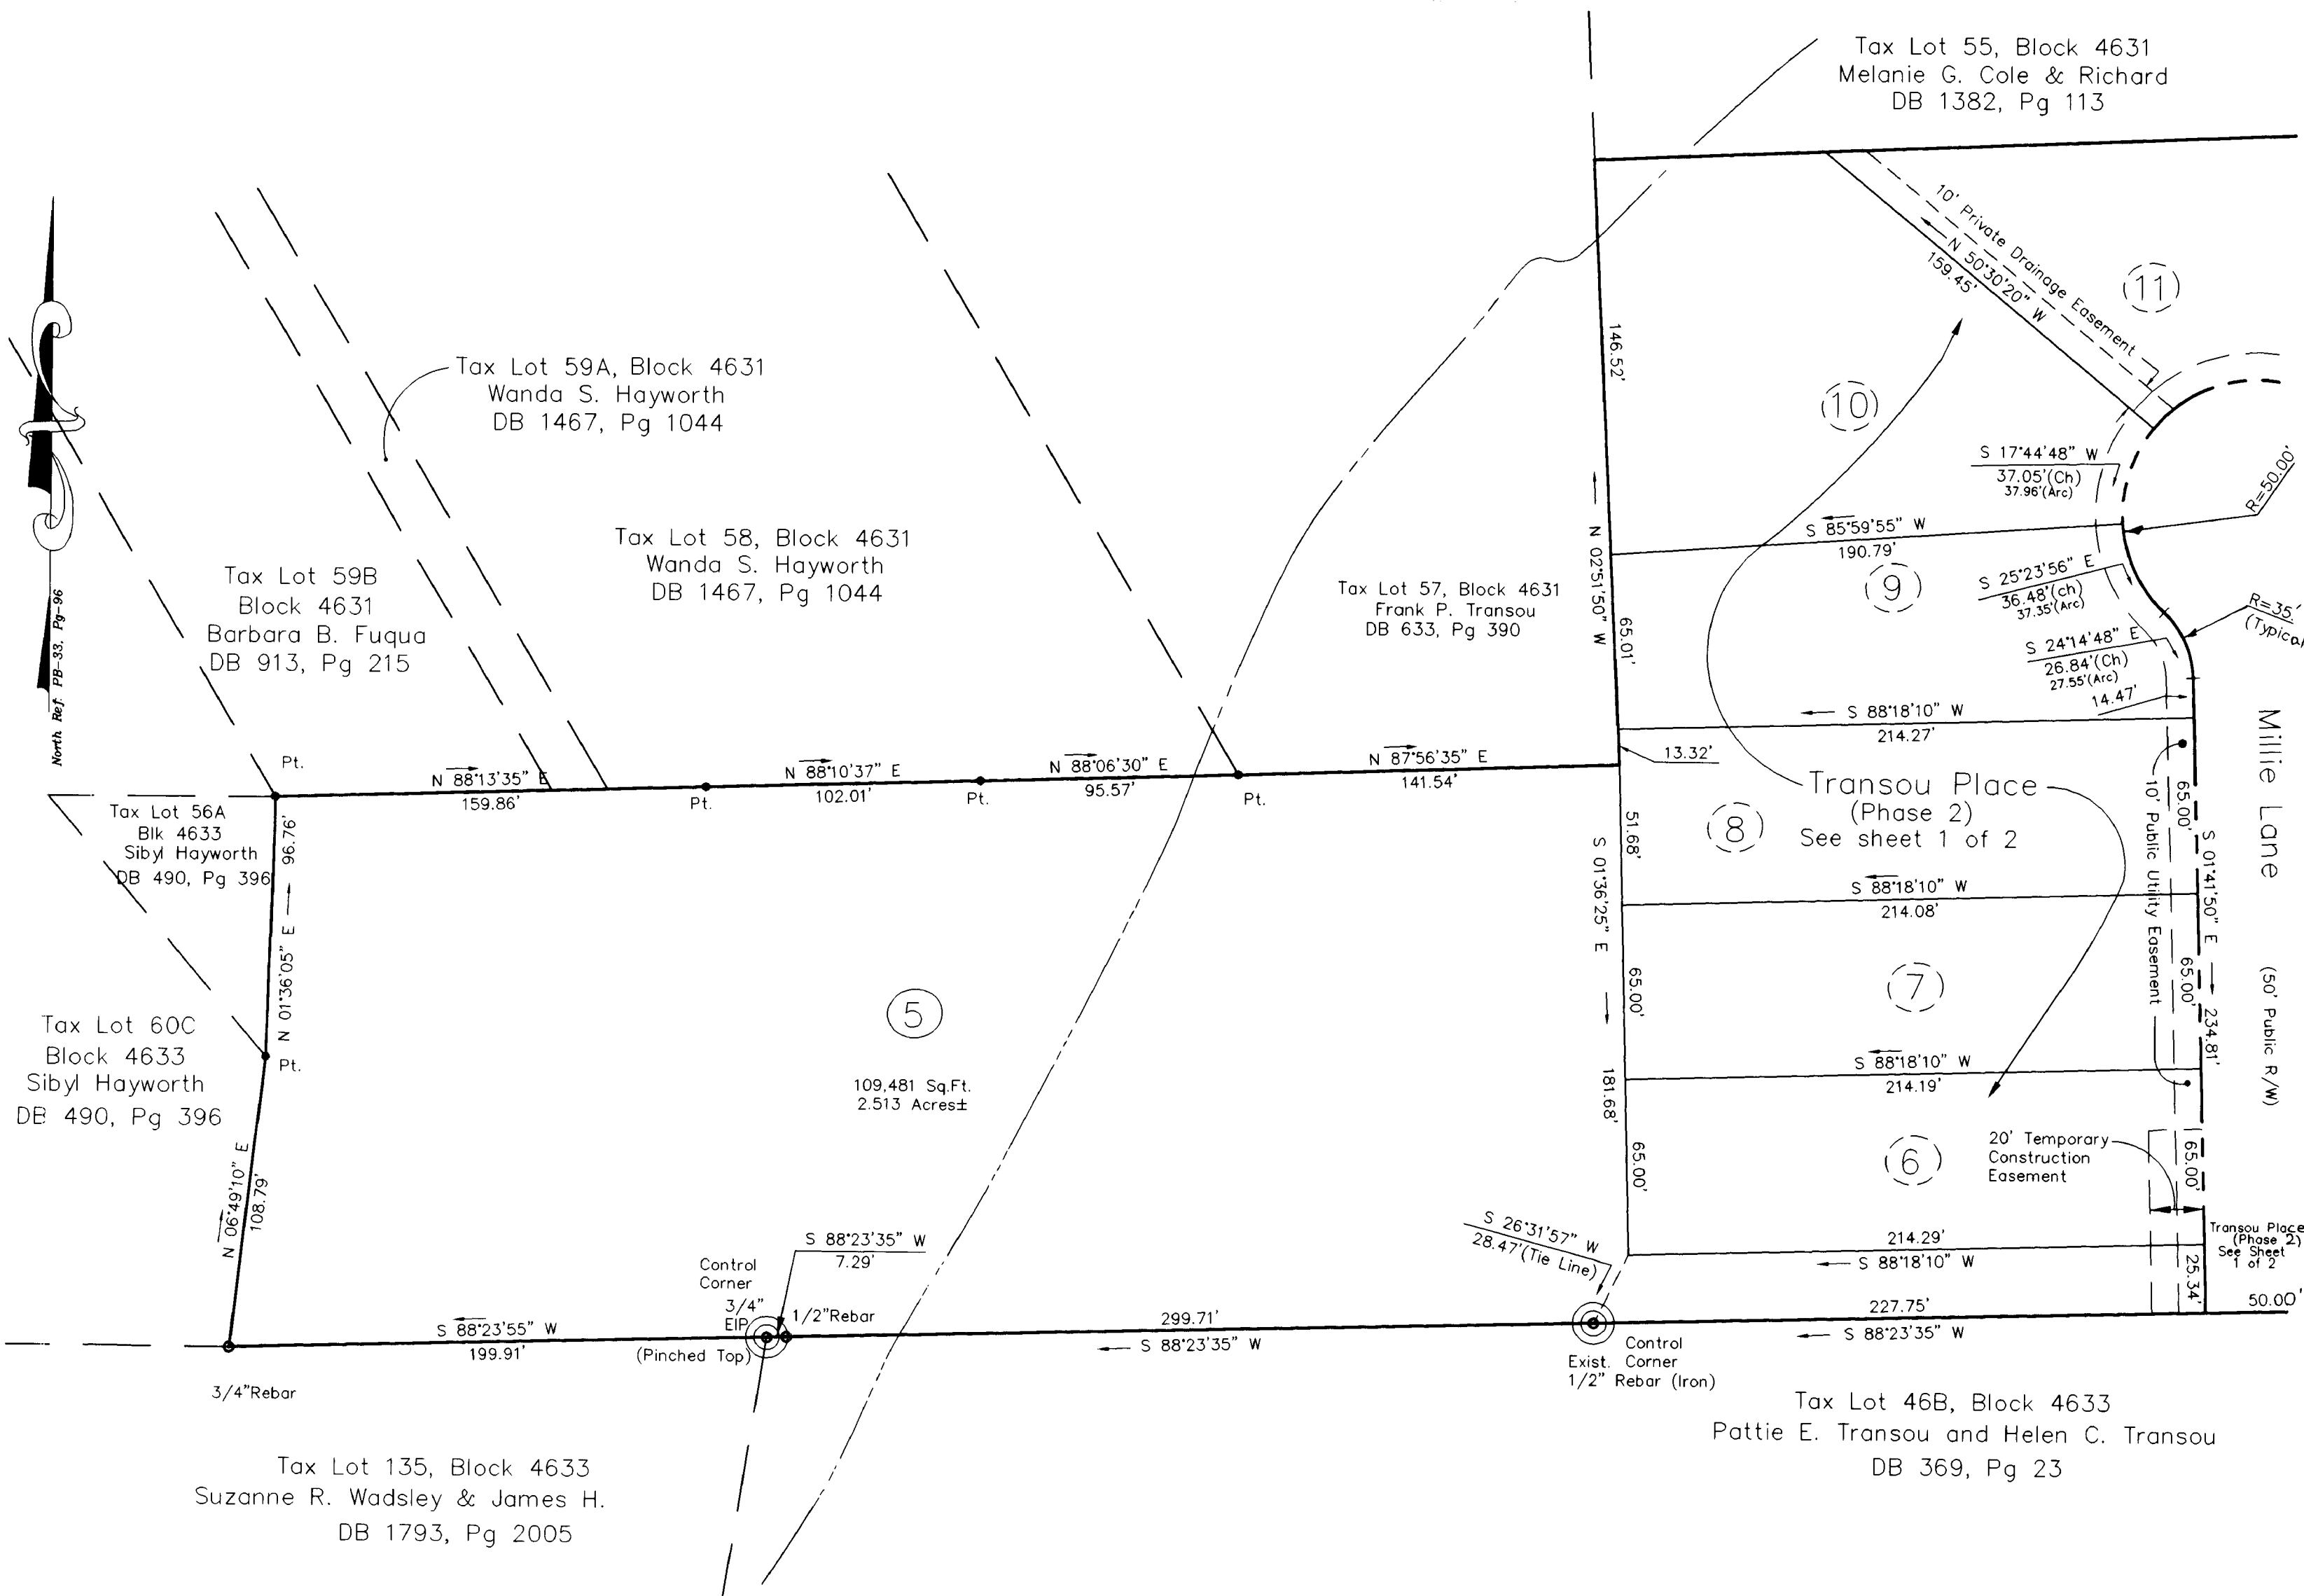 Tax Lot 55, Block 4631
Melanie G. Cole & Richard
DB 1382, Pg 113
10' Private Drainage Easement
N 50°30'20" W
159.45'
11
Tax Lot 59A, Block 4631
Wanda S. Hayworth
DB 1467, Pg 1044
146.52'
10
S 17°44'48" W
37.05'(Ch)
37.96'(Arc)
R=50.00'
Tax Lot 58, Block 4631
Wanda S. Hayworth
DB 1467, Pg 1044
N 02°51'50" W
S 85°59'55" W
190.79'
9
Tax Lot 59B
Block 4631
Barbara B. Fuqua
DB 913, Pg 215
North Ref: PB-33, Pg-96
Tax Lot 57, Block 4631
Frank P. Transou
DB 633, Pg 390
65.01'
S 25°23'56" E
36.48'(ch)
37.35'(Arc)
R=35'
(Typical
S 24°14'48" E
26.84'(Ch)
27.55'(Arc)
14.47'
S 88°18'10" W
214.27'
13.32'
Millie Lane
(50' Public R/W)
Pt.
N 88°13'35" E
159.86'
Pt.
N 88°10'37" E
102.01'
Pt.
N 88°06'30" E
95.57'
Pt.
N 87°56'35" E
141.54'
Tax Lot 56A
Blk 4633
Sibyl Hayworth
DB 490, Pg 396
N 01°36'05" E
96.76'
51.68'
8
Transou Place
(Phase 2)
See sheet 1 of 2
65.00'
10' Public Utility Easement
S 01°41'50" E
234.81'
S 01°36'25" E
S 88°18'10" W
214.08'
65.00'
7
65.00'
181.68'
S 88°18'10" W
214.19'
5
109,481 Sq.Ft.
2.513 Acres±
Tax Lot 60C
Block 4633
Sibyl Hayworth
DB 490, Pg 396
Pt.
N 06°49'10" E
108.79'
65.00'
6
20' Temporary
Construction
Easement
65.00'
S 26°31'57" W
28.47'(Tie Line)
214.29'
S 88°18'10" W
Transou Place
(Phase 2)
See Sheet
1 of 2
25.34'
50.00'
S 88°23'35" W
7.29'
Control
Corner
3/4"
EIP
1/2"Rebar
(Pinched Top)
S 88°23'55" W
199.91'
299.71'
S 88°23'35" W
227.75'
S 88°23'35" W
3/4"Rebar
Control
Exist. Corner
1/2" Rebar (Iron)
Tax Lot 46B, Block 4633
Pattie E. Transou and Helen C. Transou
DB 369, Pg 23
Tax Lot 135, Block 4633
Suzanne R. Wadsley & James H.
DB 1793, Pg 2005